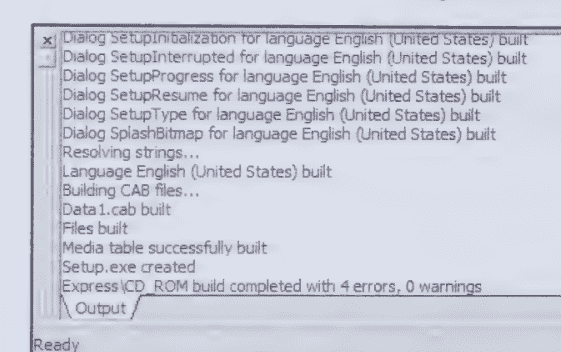 Dialog SetupInitialization for language English (United States) built
Dialog SetupInterrupted for language English (United States) built
Dialog SetupProgress for language English (United States) built
Dialog SetupResume for language English (United States) built
Dialog SetupType for language English (United States) built
Dialog SplashBitmap for language English (United States) built
Resolving strings...
Language English (United States) built
Building CAB files...
Data1.cab built
Files built
Media table successfully built
Setup.exe created
Express\CD_ROM build completed with 4 errors, 0 warnings
Output
Ready